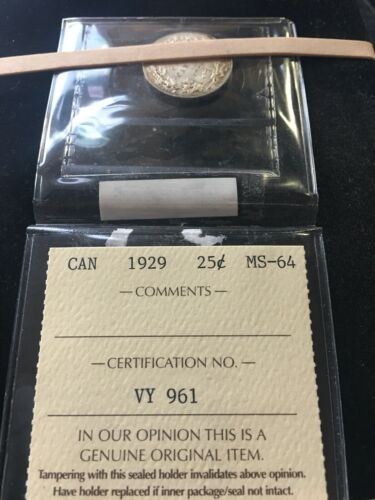 CAN 1929 25¢ MS-64
— COMMENTS —
— CERTIFICATION NO. —
VY 961
IN OUR OPINION THIS IS A
GENUINE ORIGINAL ITEM.
Tampering with this sealed holder invalidates above opinion.
Have holder replaced if inner package/seal not intact.